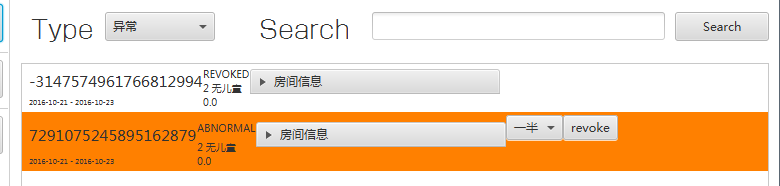 Type 异常 Search Search
-3147574961766812994 REVOKED 房间信息
2 无儿童
2016-10-21 - 2016-10-23 0.0
7291075245895162879 ABNORMAL 房间信息 一半 revoke
2 无儿童
2016-10-21 - 2016-10-23 0.0